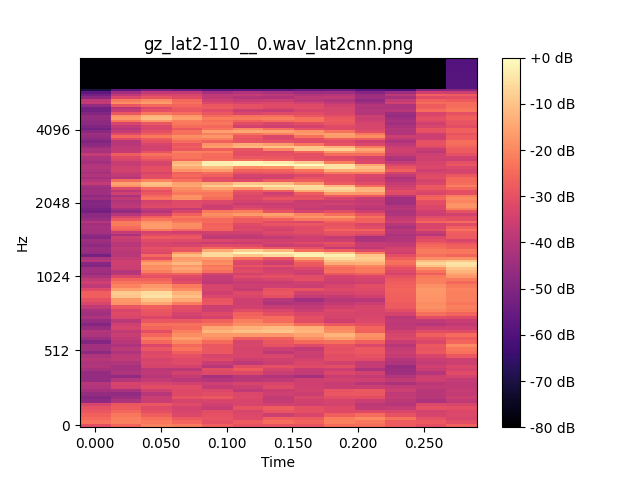 gz_lat2-110__0.wav_lat2cnn.png
+0 dB
-10 dB
-20 dB
-30 dB
-40 dB
-50 dB
-60 dB
-70 dB
-80 dB
4096
2048
1024
512
0
Hz
0.000 0.050 0.100 0.150 0.200 0.250
Time